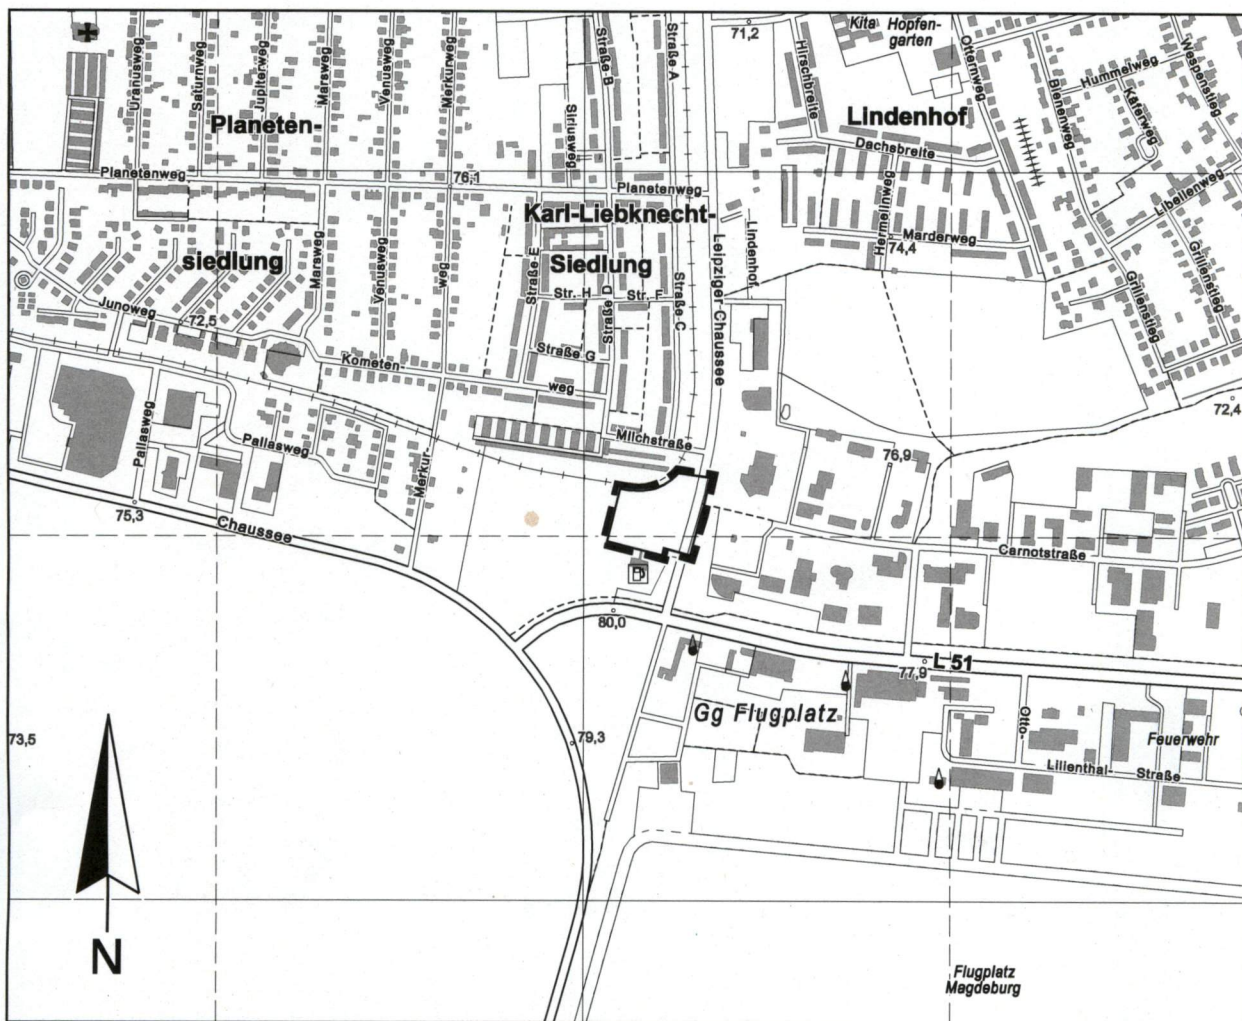 71,2
Kita Hopfen-
garten
Uranusweg
Saturnweg
Jupiterweg
Marsweg
Venusweg
Merkurweg
Straße B
Straße A
Hirschbreite
Otternweg
Bienenweg
Hummelweg
Wespenstieg
Käferweg
Siriusweg
Planeten-
Lindenhof
Dachsbreite
Planetenweg
76,1
Planetenweg
Hermelinweg
Libellenweg
Karl-Liebknecht-
Siedlung
siedlung
Marsweg
Venusweg
weg
Straße E
Straße D
Straße C
Leipziger Chaussee
Lindenhof
Marderweg
74,4
Grillenstieg
Grillenstieg
Str. H
Str. F
Junoweg
72,5
Straße G
Kometen-
weg
72,4
Pallasweg
Pallasweg
Merkur-
Milchstraße
76,9
75,3
Chaussee
Carnotstraße
80,0
L 51
77,9
Gg Flugplatz
Otto-
Feuerwehr
73,5
79,3
Lilienthal- Straße
N
Flugplatz
Magdeburg